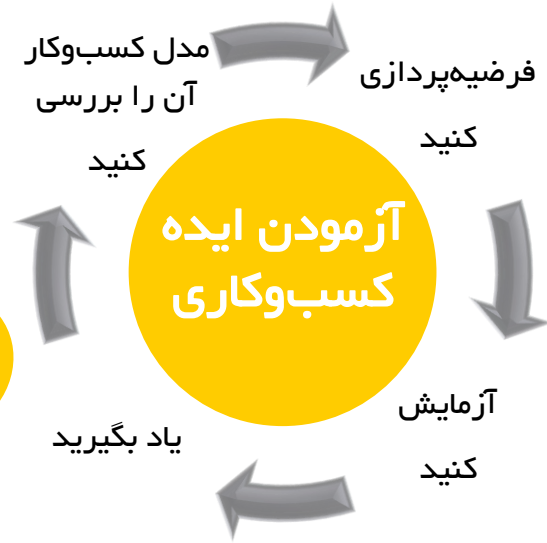 مدل کسب‌وکار
آن را بررسی
کنید
فرضیه‌پردازی
کنید
آزمودن ایده
کسب‌وکاری
آزمایش
کنید
یاد بگیرید